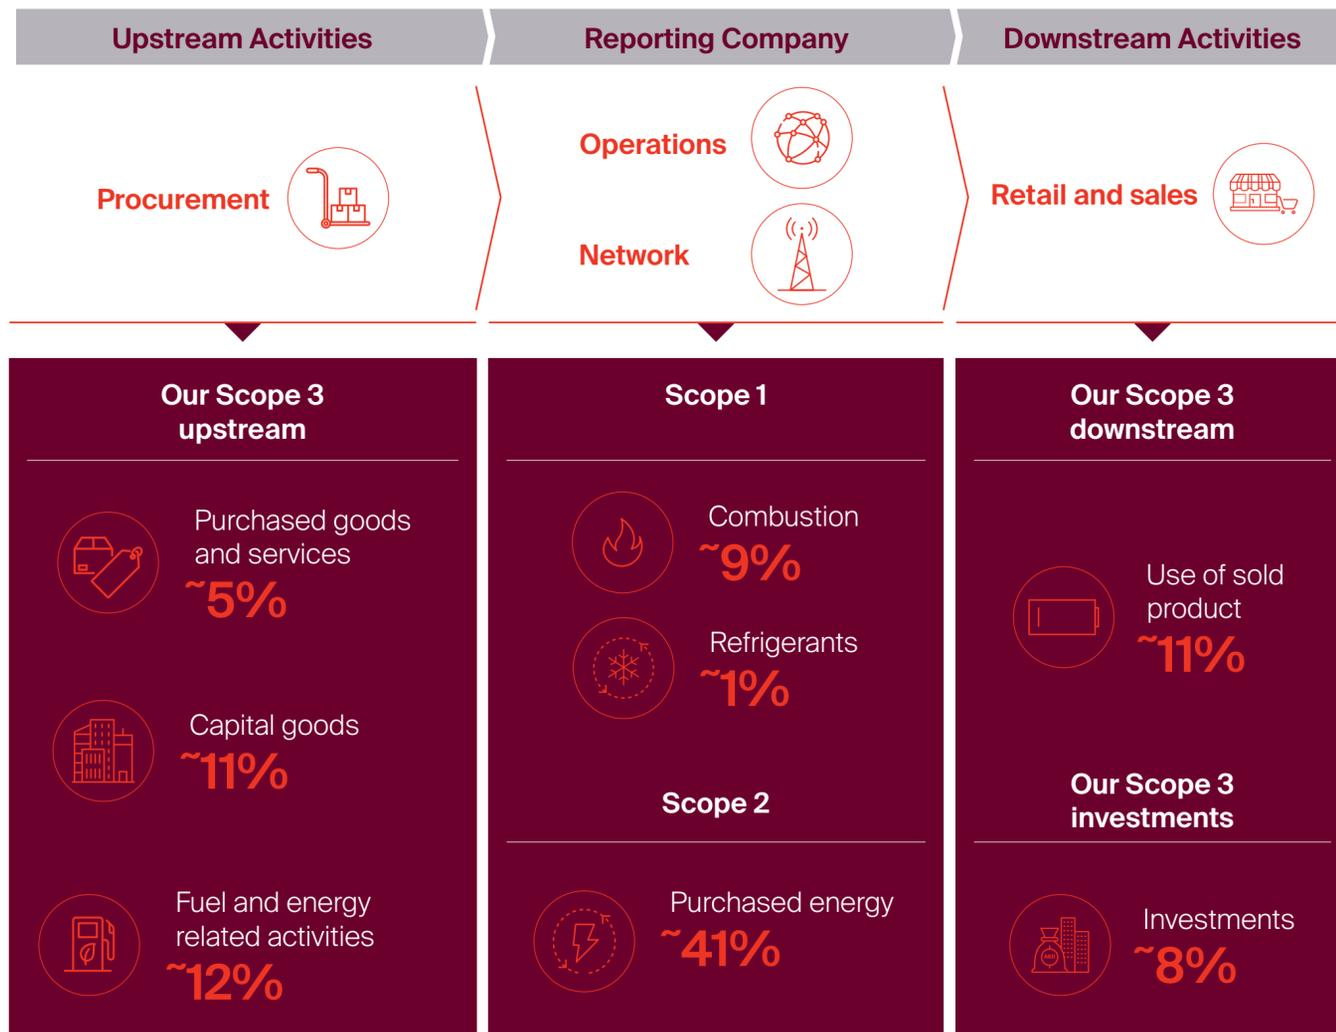 Upstream Activities
Reporting Company
Downstream Activities
Procurement
Operations
Network
Retail and sales
Our Scope 3
upstream
Purchased goods
and services
~5%
Capital goods
~11%
Fuel and energy
related activities
~12%
Scope 1
Combustion
~9%
Refrigerants
~1%
Scope 2
Purchased energy
~41%
Our Scope 3
downstream
Use of sold
product
~11%
Our Scope 3
investments
AED
Investments
~8%